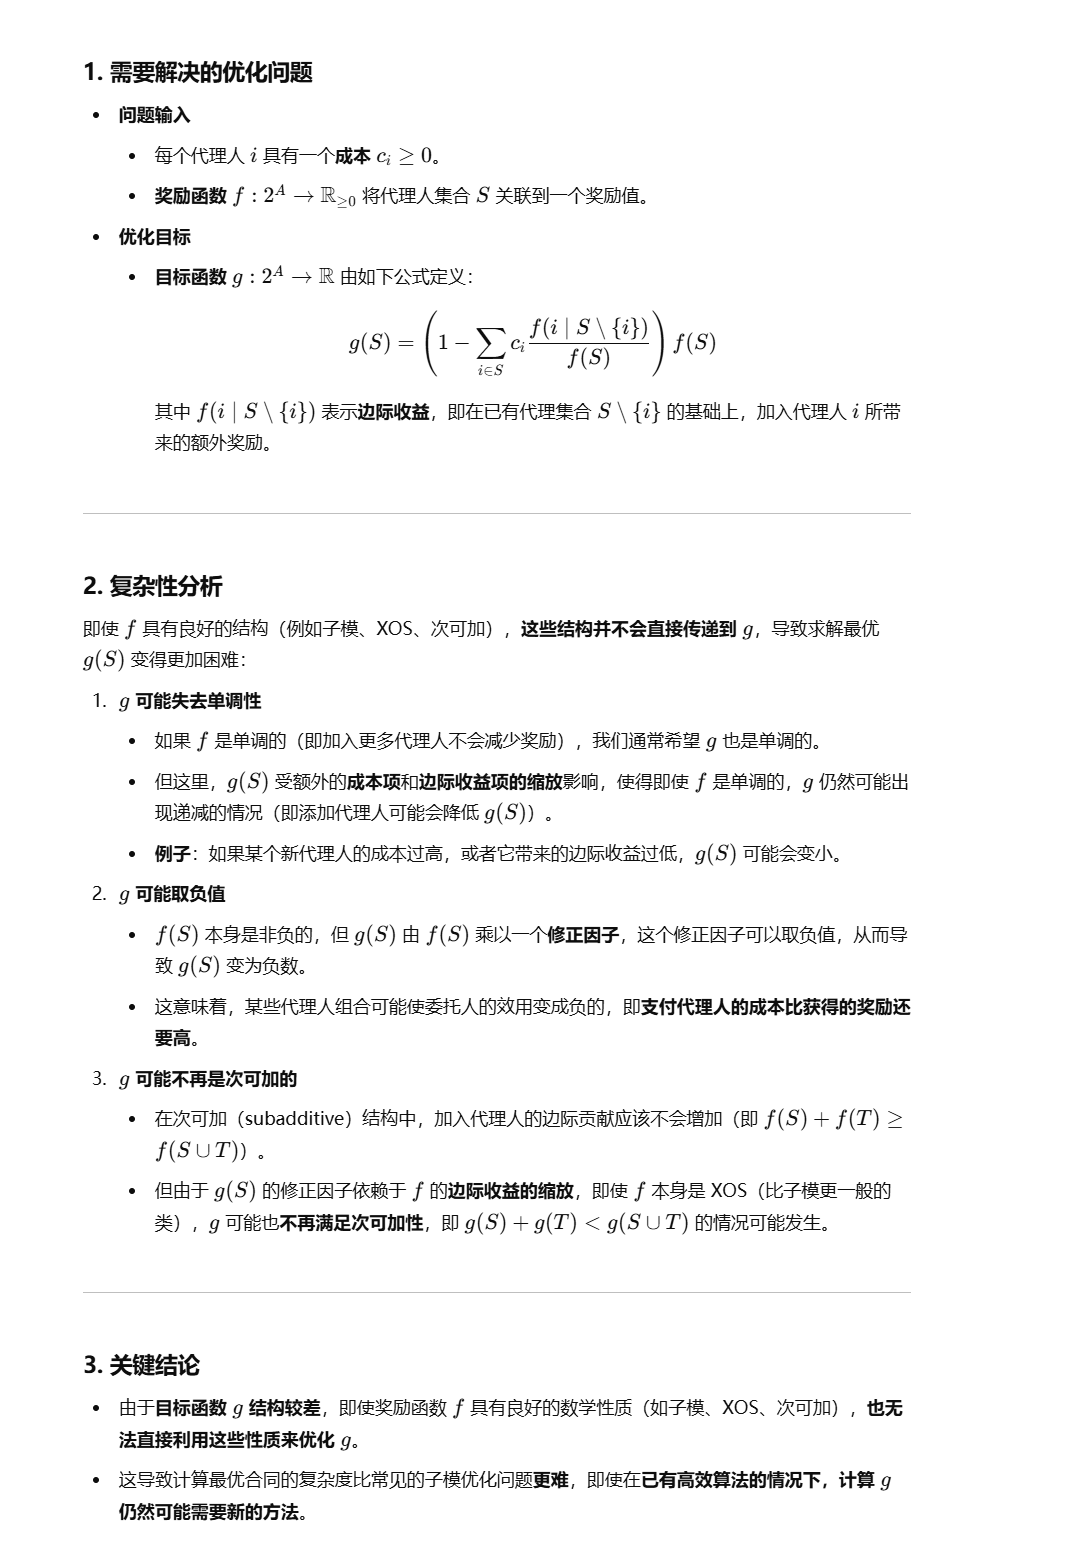 1. 需要解决的优化问题
• 问题输入
• 每个代理人 i 具有一个成本 c_i ≥ 0。
• 奖励函数 f : 2^A → ℝ_{≥0} 将代理人集合 S 关联到一个奖励值。
• 优化目标
• 目标函数 g : 2^A → ℝ 由如下公式定义：
g(S) = \left(1 - \sum_{i∈S} c_i \frac{f(i | S \setminus \{i\})}{f(S)}\right) f(S)
其中 f(i | S \ {i}) 表示边际收益，即在已有代理集合 S \ {i} 的基础上，加入代理人 i 所带
来的额外奖励。
2. 复杂性分析
即使 f 具有良好的结构（例如子模、XOS、次可加），这些结构并不会直接传递到 g，导致求解最优
g(S) 变得更加困难：
1. g 可能失去单调性
• 如果 f 是单调的（即加入更多代理人不会减少奖励），我们通常希望 g 也是单调的。
• 但这里，g(S) 受额外的成本项和边际收益项的缩放影响，使得即使 f 是单调的，g 仍然可能出
现递减的情况（即添加代理人可能会降低 g(S)）。
• 例子：如果某个新代理人的成本过高，或者它带来的边际收益过低，g(S) 可能会变小。
2. g 可能取负值
• f(S) 本身是非负的，但 g(S) 由 f(S) 乘以一个修正因子，这个修正因子可以取负值，从而导
致 g(S) 变为负数。
• 这意味着，某些代理人组合可能使委托人的效用变成负的，即支付代理人的成本比获得的奖励还
要高。
3. g 可能不再是次可加的
• 在次可加（subadditive）结构中，加入代理人的边际贡献应该不会增加（即 f(S) + f(T) ≥
f(S ∪ T)）。
• 但由于 g(S) 的修正因子依赖于 f 的边际收益的缩放，即使 f 本身是 XOS（比子模更一般的
类），g 可能也不再满足次可加性，即 g(S) + g(T) < g(S ∪ T) 的情况可能发生。
3. 关键结论
• 由于目标函数 g 结构较差，即使奖励函数 f 具有良好的数学性质（如子模、XOS、次可加），也无
法直接利用这些性质来优化 g。
• 这导致计算最优合同的复杂度比常见的子模优化问题更难，即使在已有高效算法的情况下，计算 g
仍然可能需要新的方法。